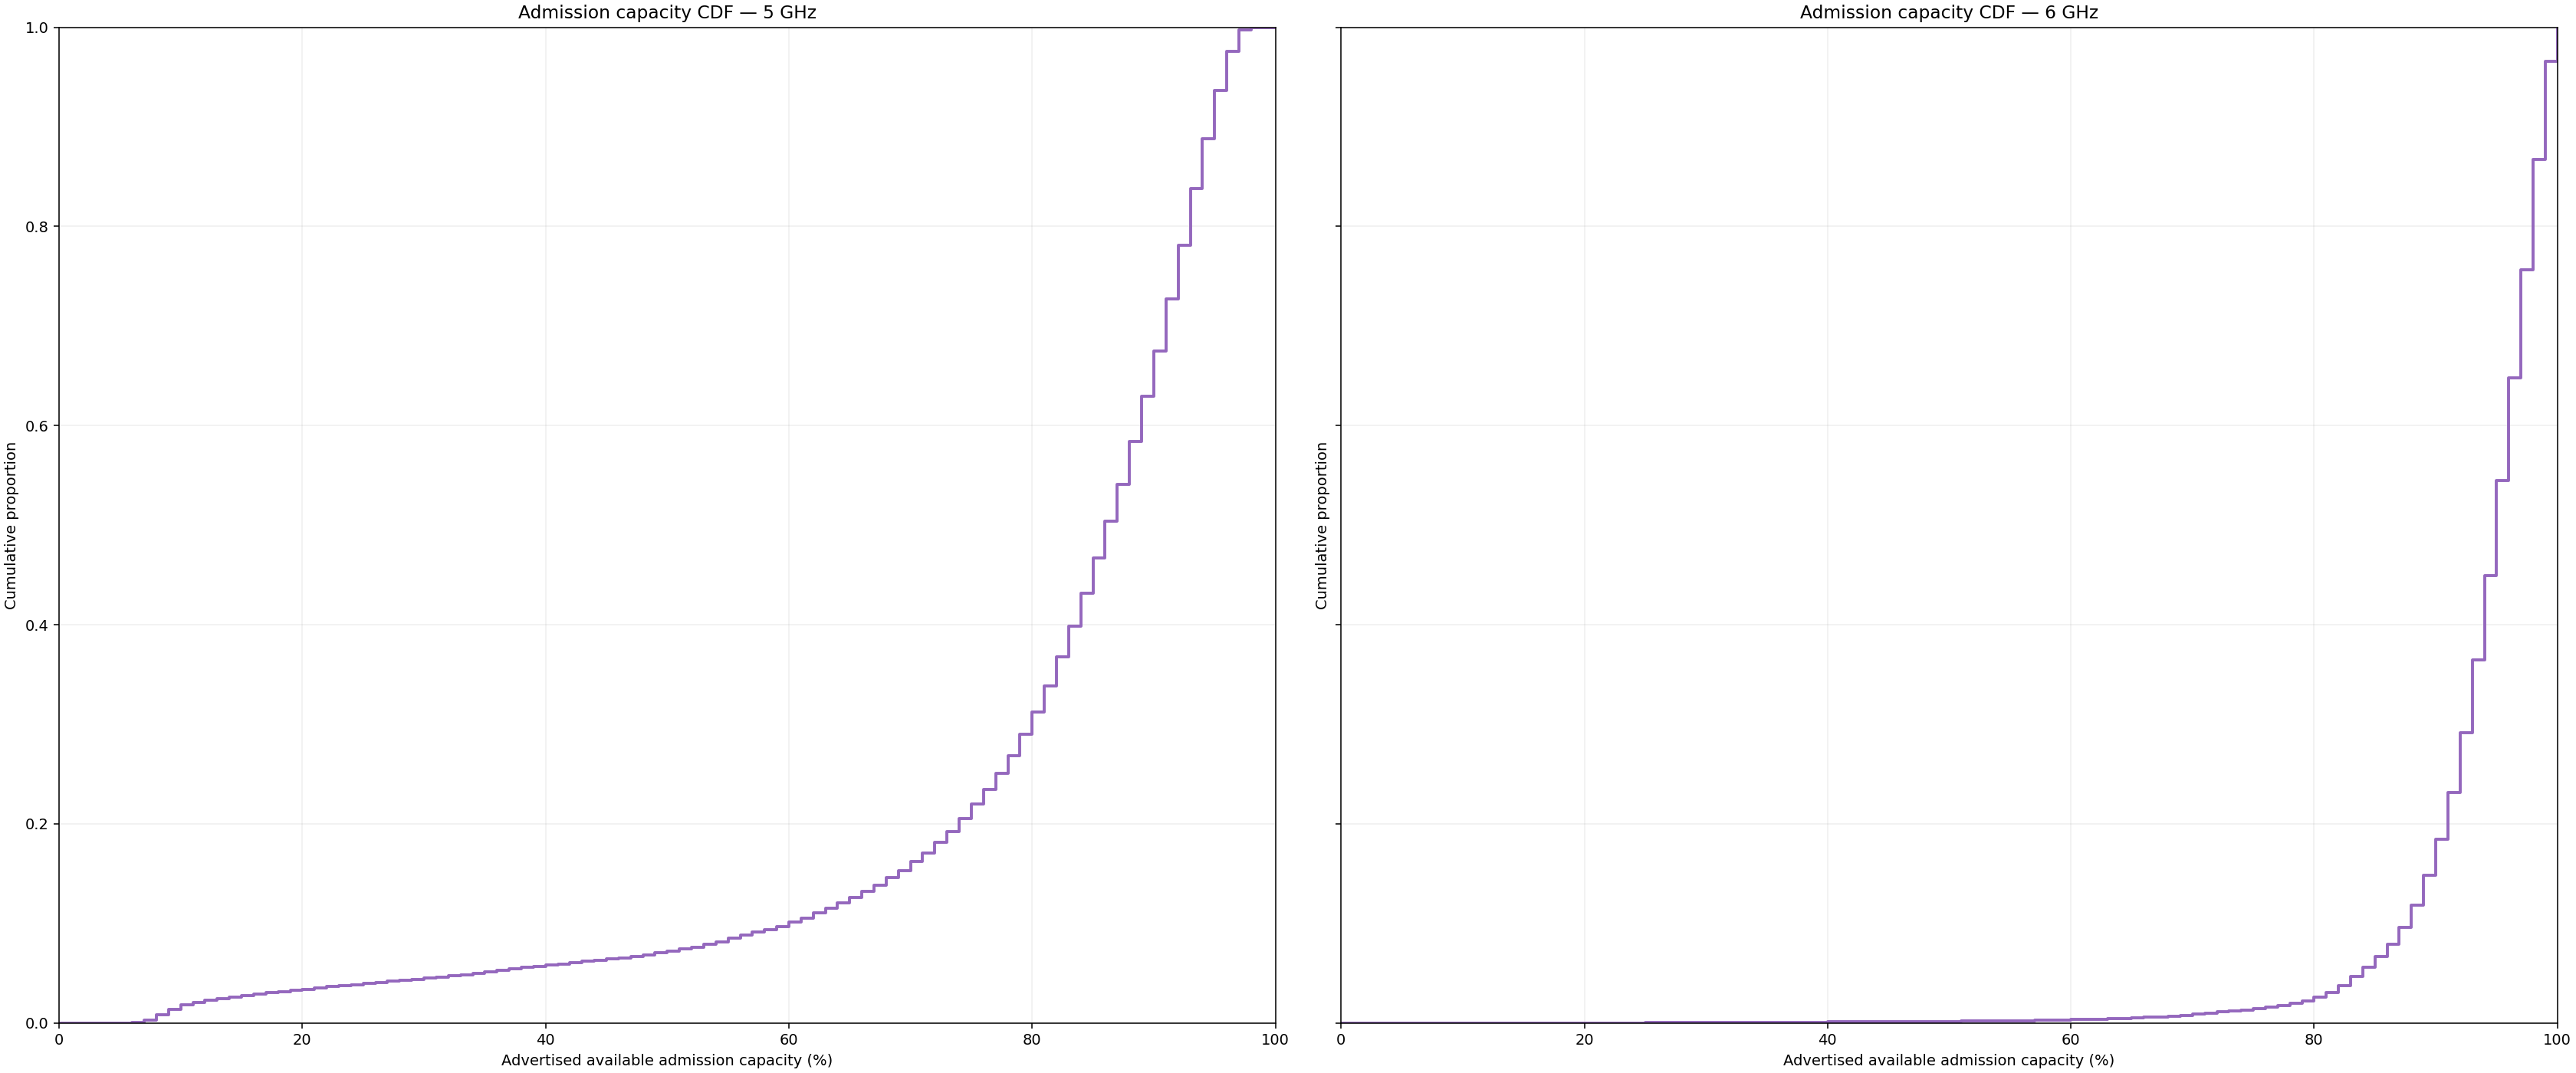 Admission capacity CDF — 5 GHz
1.0
0.8
0.6
0.4
0.2
0.0
Cumulative proportion
0 20 40 60 80 100
Advertised available admission capacity (%)
Admission capacity CDF — 6 GHz
Cumulative proportion
0 20 40 60 80 100
Advertised available admission capacity (%)